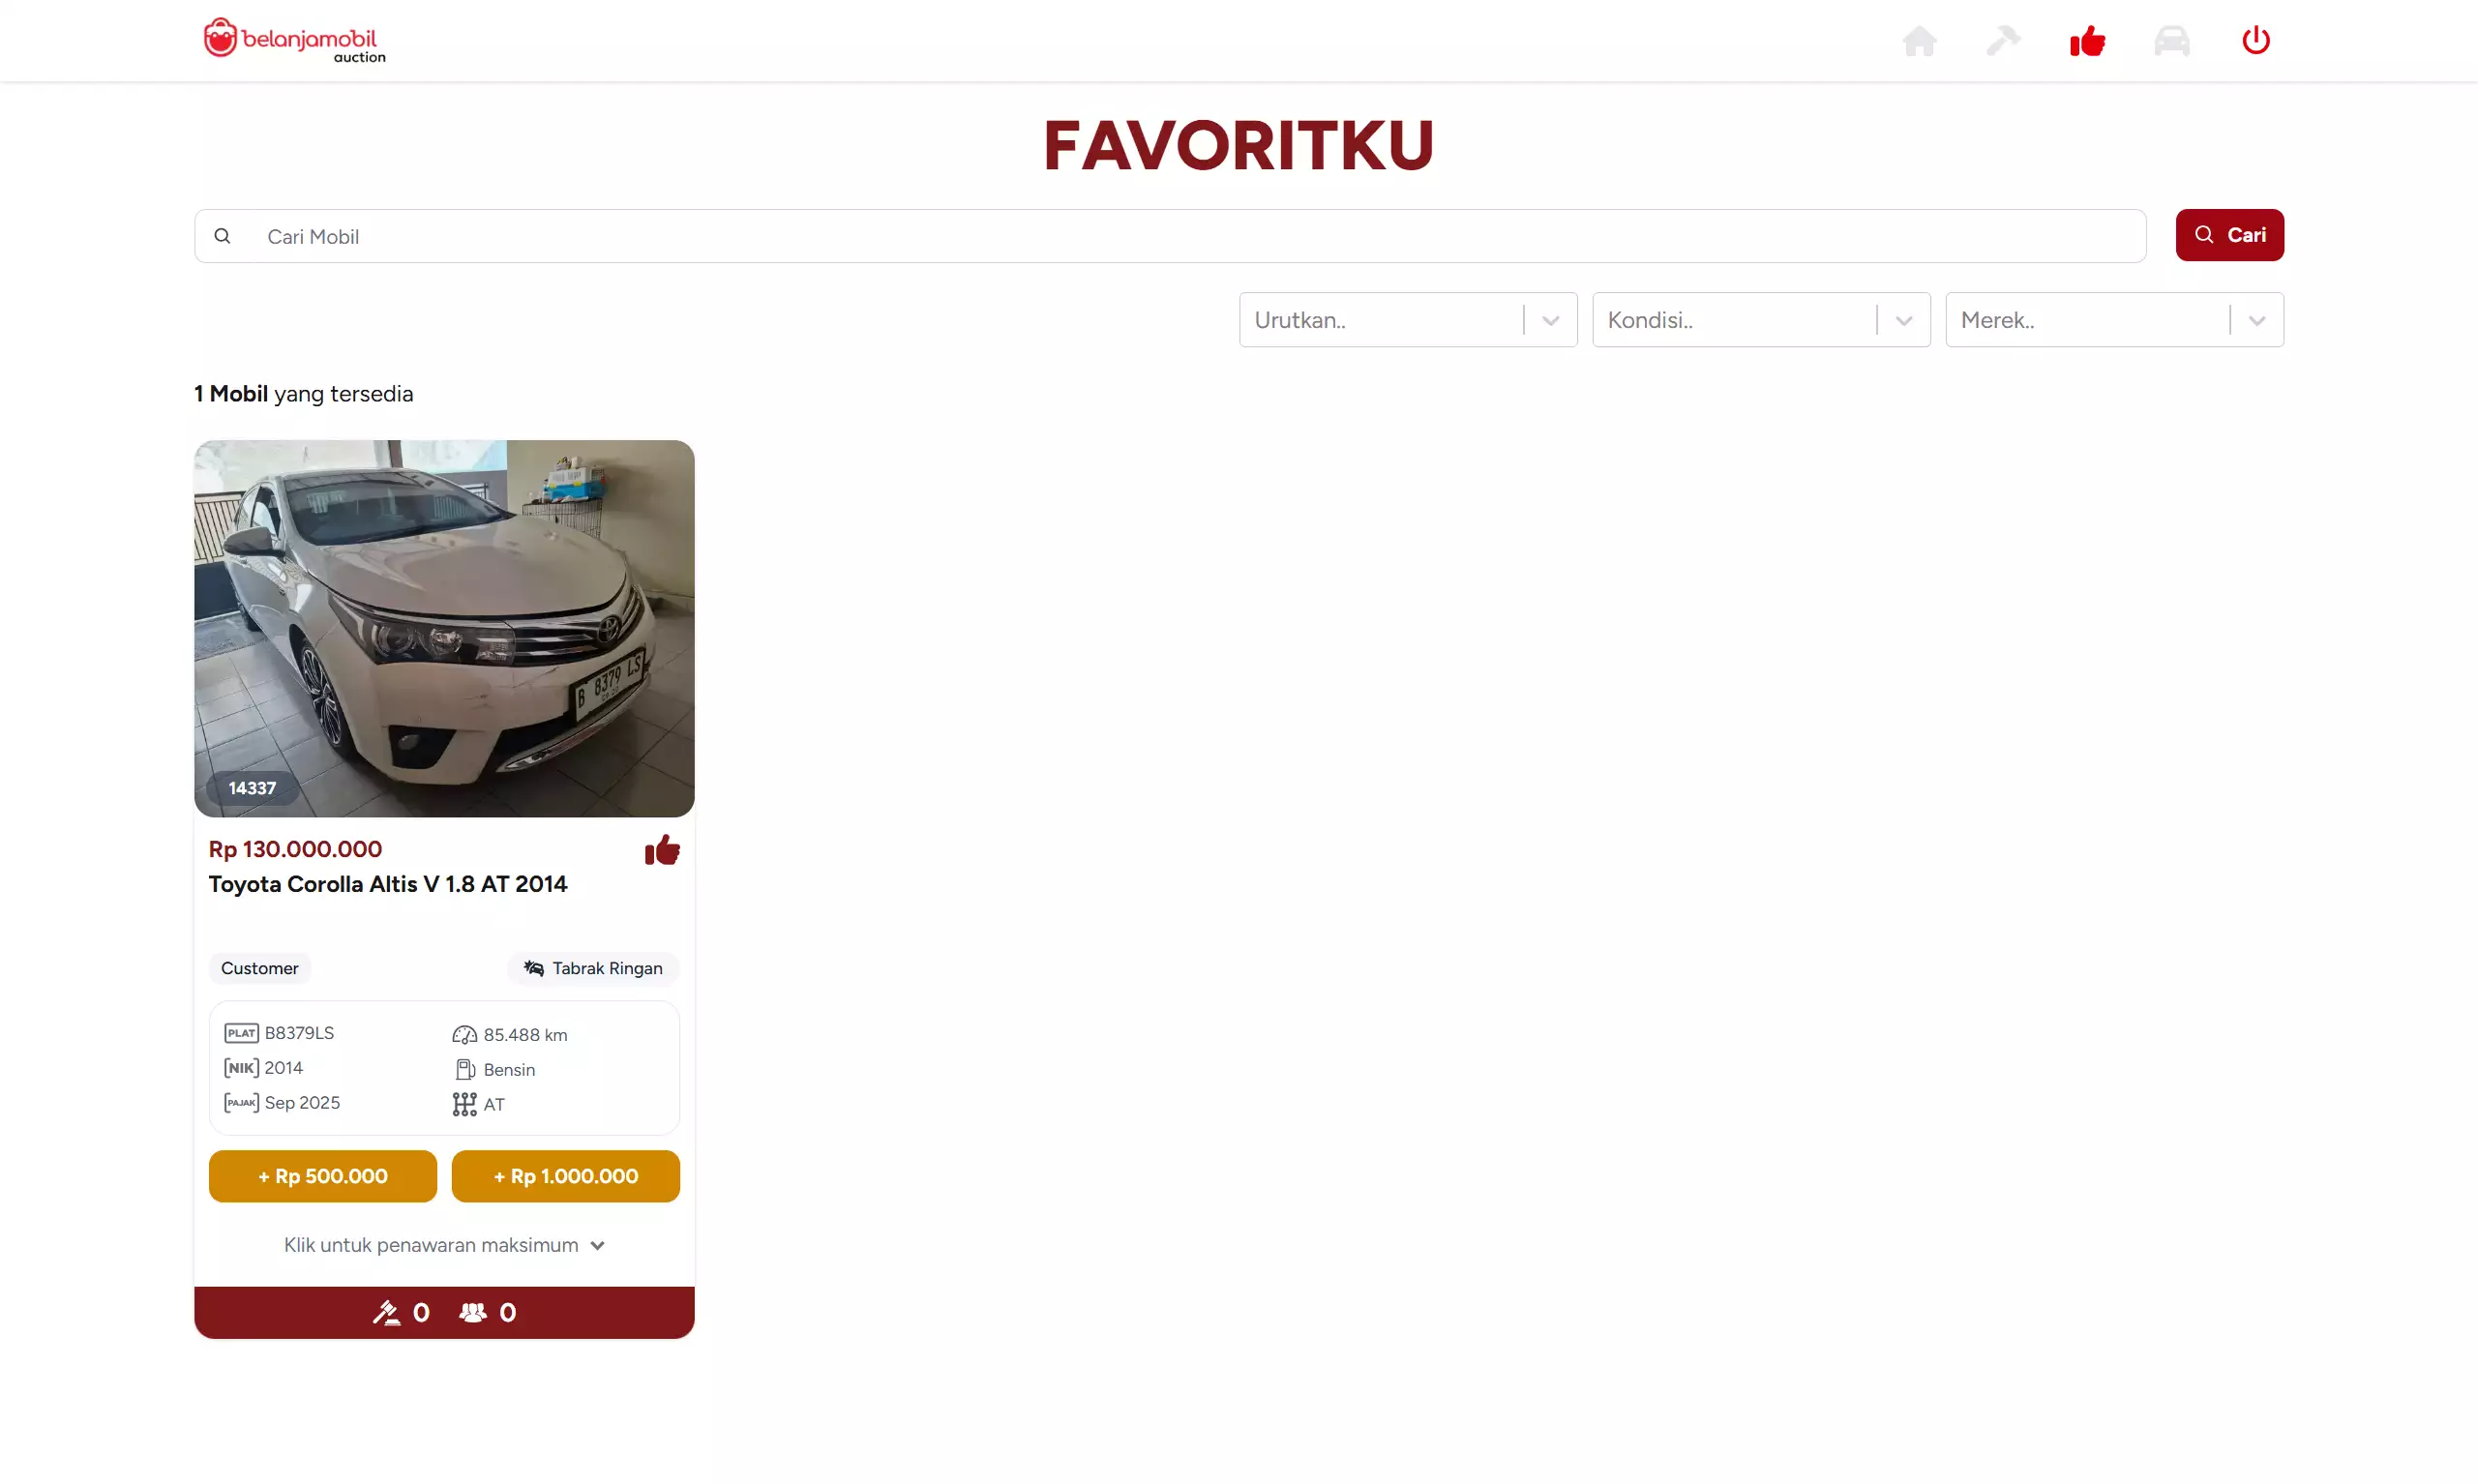 belanjamobil
auction
FAVORITKU
Cari Mobil
Cari
Urutkan..
Kondisi..
Merek..
1 Mobil yang tersedia
B 8379 LS
14337
Rp 130.000.000
Toyota Corolla Altis V 1.8 AT 2014
Customer
Tabrak Ringan
PLAT B8379LS
85.488 km
[NIK] 2014
Bensin
[PAJAK] Sep 2025
AT
+ Rp 500.000
+ Rp 1.000.000
Klik untuk penawaran maksimum
0
0